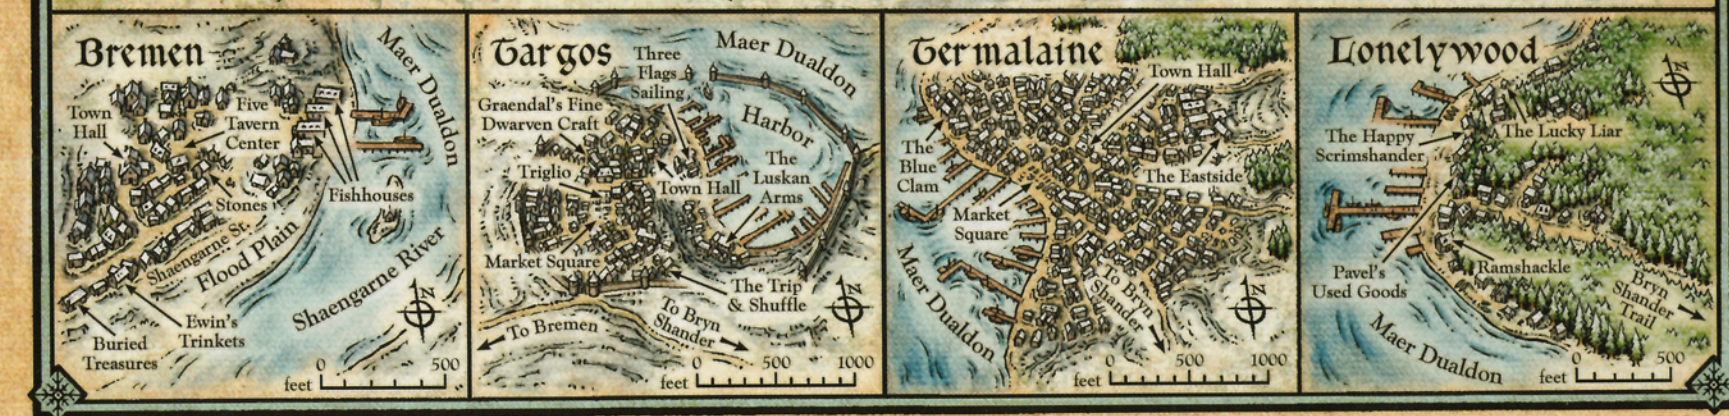 Bremen
Maer Dualdon
Town
Hall
Five
Tavern
Center
Fishhouses
Stones
Shaengarne St.
Flood Plain
Shaengarne River
Ewin's
Trinkets
Buried
Treasures
N
0 500
feet
Targos
Three
Flags
Sailing
Maer Dualdon
Graendal's Fine
Dwarven Craft
Harbor
Triglio
Town Hall
The
Luskan
Arms
Market Square
The Trip
& Shuffle
To Bremen
To Bryn
Shander
N
0 500 1000
feet
Termalaine
Town Hall
The
Blue
Clam
The Eastside
Market
Square
Maer Dualdon
To Bryn
Shander
N
0 500 1000
feet
Lonelywood
N
The Happy
Scrimshander
The Lucky Liar
Pavel's
Used Goods
Ramshackle
Bryn
Shander
Trail
Maer Dualdon
0 500
feet